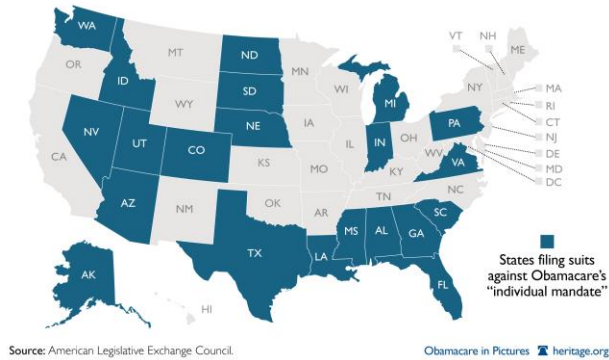 WA
MT
ND
VT
NH
ME
OR
ID
SD
MN
WI
MI
NY
MA
RI
CT
NJ
DE
MD
DC
WY
NE
IA
PA
NV
UT
CO
IL
IN
OH
WV
VA
CA
KS
MO
KY
NC
AZ
NM
OK
AR
TN
SC
TX
LA
MS
AL
GA
AK
HI
FL
States filing suits
against Obamacare's
“individual mandate”
Source: American Legislative Exchange Council.
Obamacare in Pictures heritage.org